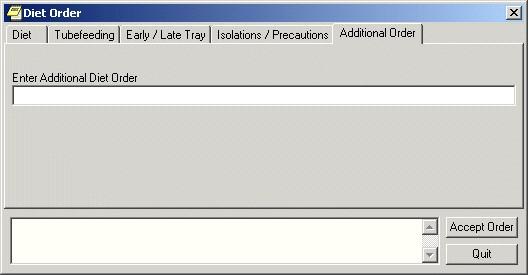 Diet Order
Diet Tubefeeding Early / Late Tray Isolations / Precautions Additional Order
Enter Additional Diet Order
Accept Order
Quit